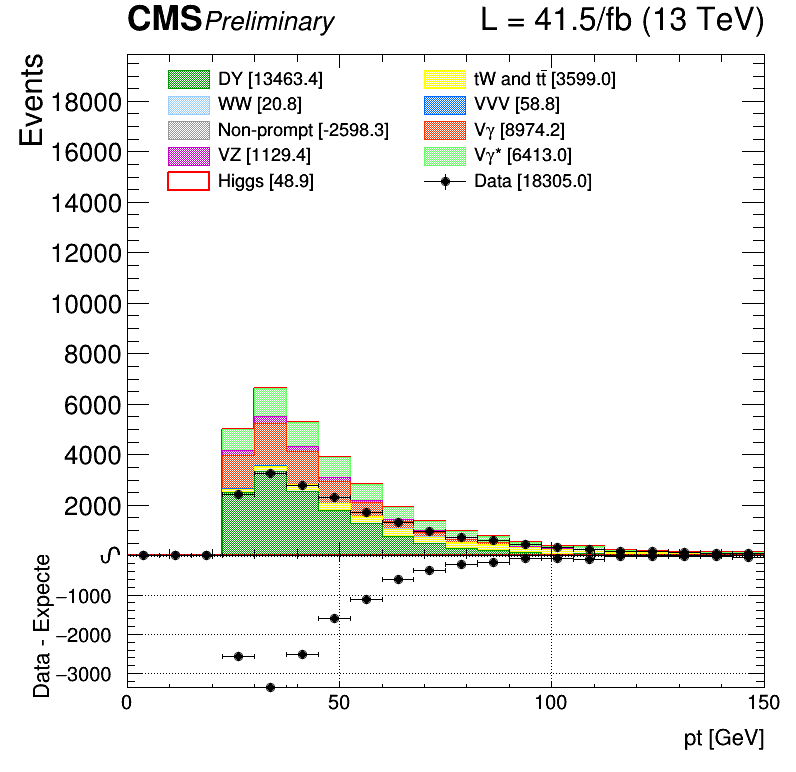 CMS Preliminary L = 41.5/fb (13 TeV)
Events
DY [13463.4] tW and tt̄ [3599.0]
WW [20.8] VVV [58.8]
Non-prompt [-2598.3] Vγ [8974.2]
VZ [1129.4] Vγ* [6413.0]
Higgs [48.9] Data [18305.0]
18000
16000
14000
12000
10000
8000
6000
4000
2000
Data - Expecte
−1000
−2000
−3000
0 50 100 150
pt [GeV]